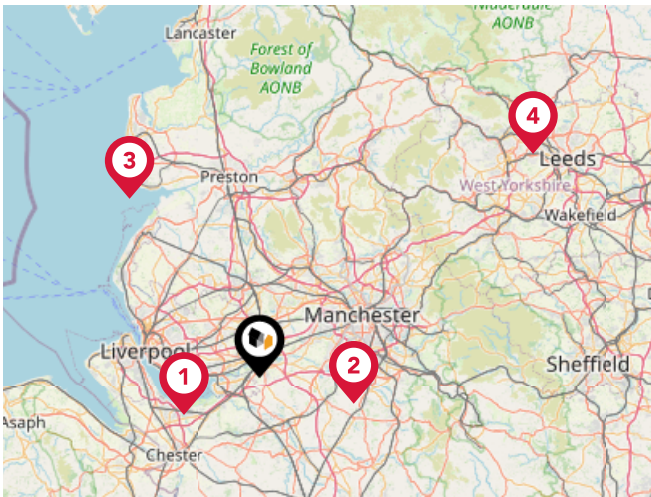 Nidderdale
AONB
Lancaster
Forest of
Bowland
AONB
4
Leeds
3
Preston
West Yorkshire
Wakefield
Manchester
Liverpool
2
Sheffield
1
Asaph
Chester